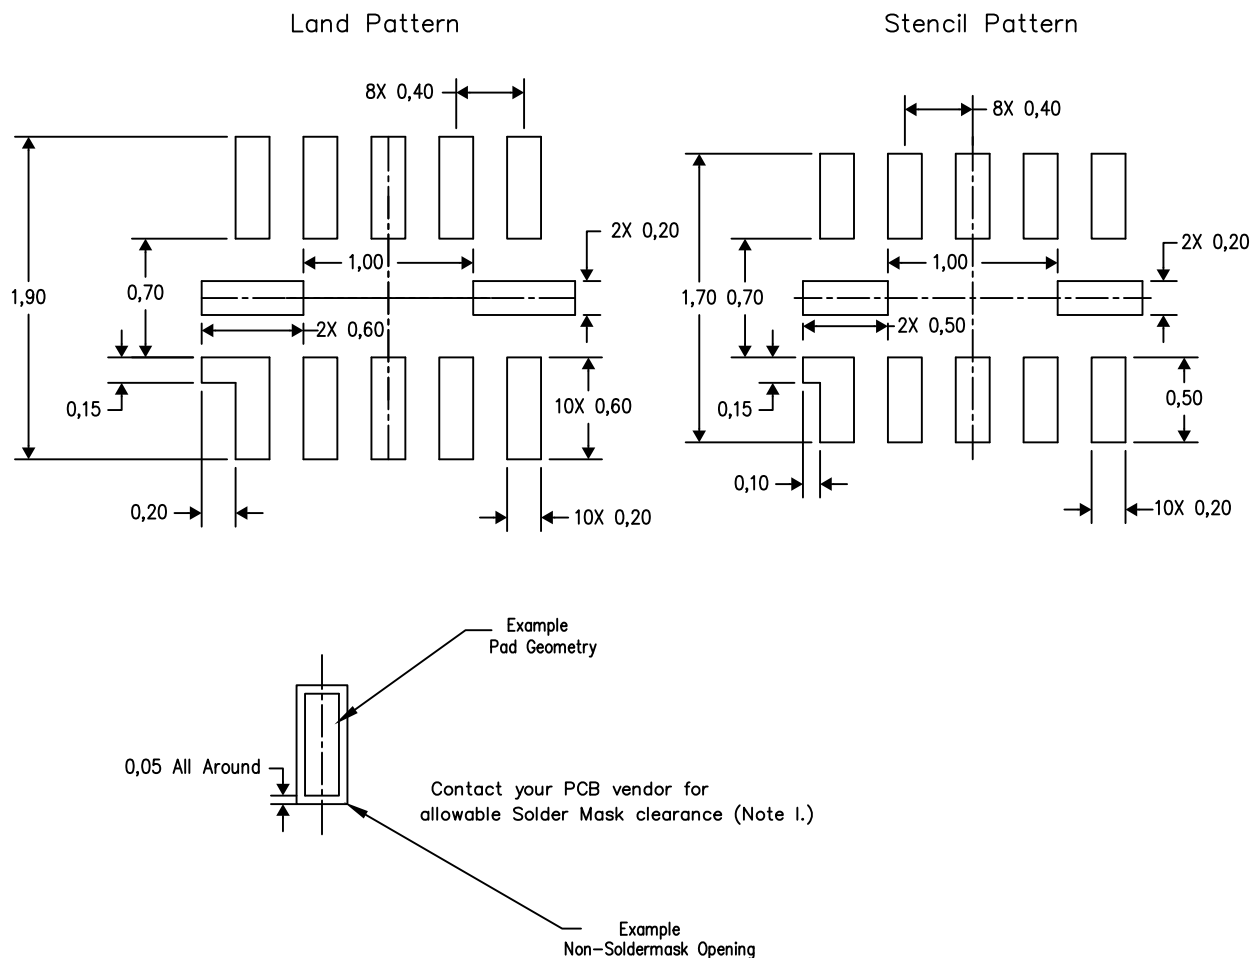 Land Pattern
Stencil Pattern
8X 0,40
8X 0,40
2X 0,20
2X 0,20
1,00
1,00
1,90
0,70
1,70
0,70
2X 0,60
2X 0,50
0,15
0,15
10X 0,60
0,50
0,20
10X 0,20
0,10
10X 0,20
Example
Pad Geometry
0,05 All Around
Contact your PCB vendor for
allowable Solder Mask clearance (Note I.)
Example
Non-Soldermask Opening